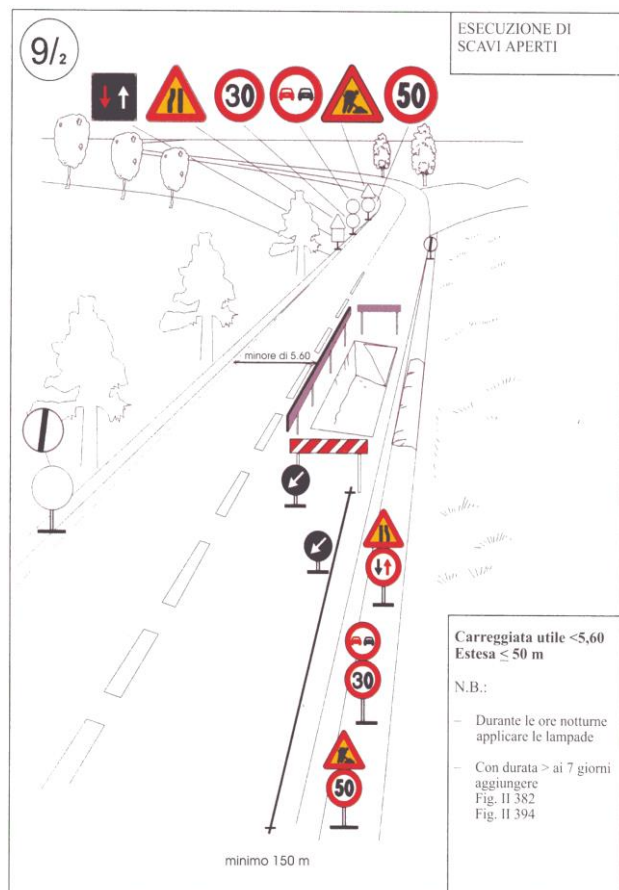 9/2
ESECUZIONE DI
SCAVI APERTI
30
50
minore di 5.60
30
50
minimo 150 m
Carreggiata utile <5,60
Estesa ≤ 50 m
N.B.:
– Durante le ore notturne
applicare le lampade
– Con durata > ai 7 giorni
aggiungere
Fig. II 382
Fig. II 394